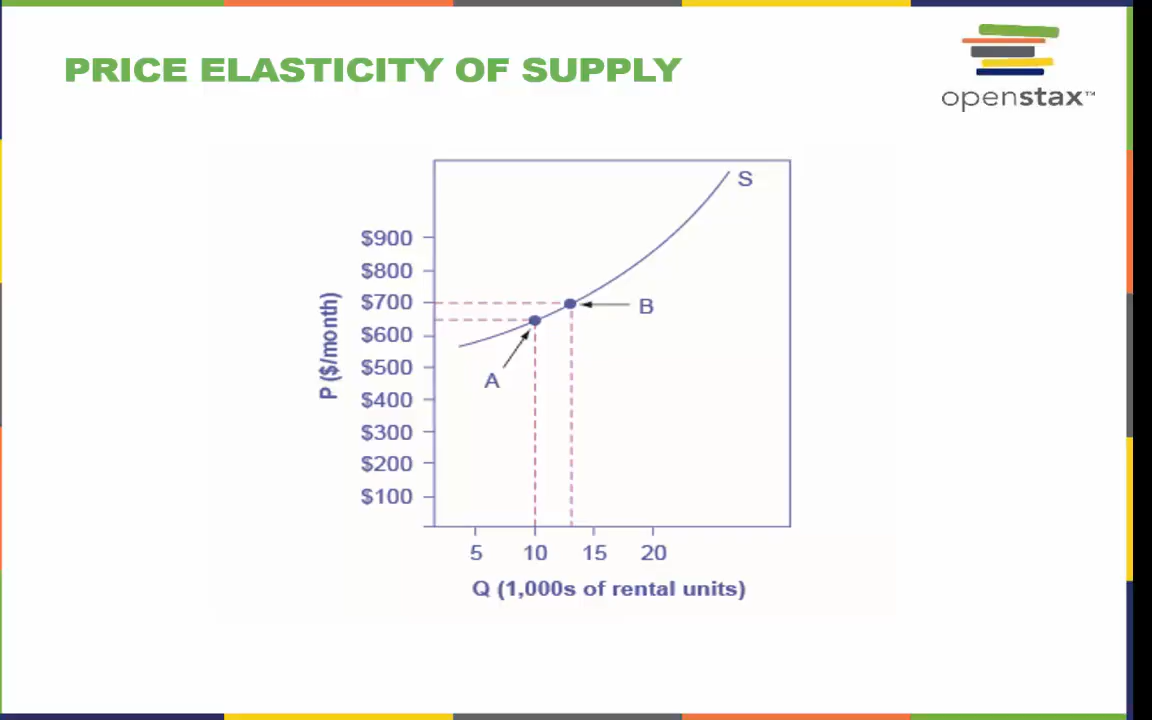 PRICE ELASTICITY OF SUPPLY
openstax™
S
$900
$800
$700
B
P ($/month)
$600
$500
A
$400
$300
$200
$100
5 10 15 20
Q (1,000s of rental units)